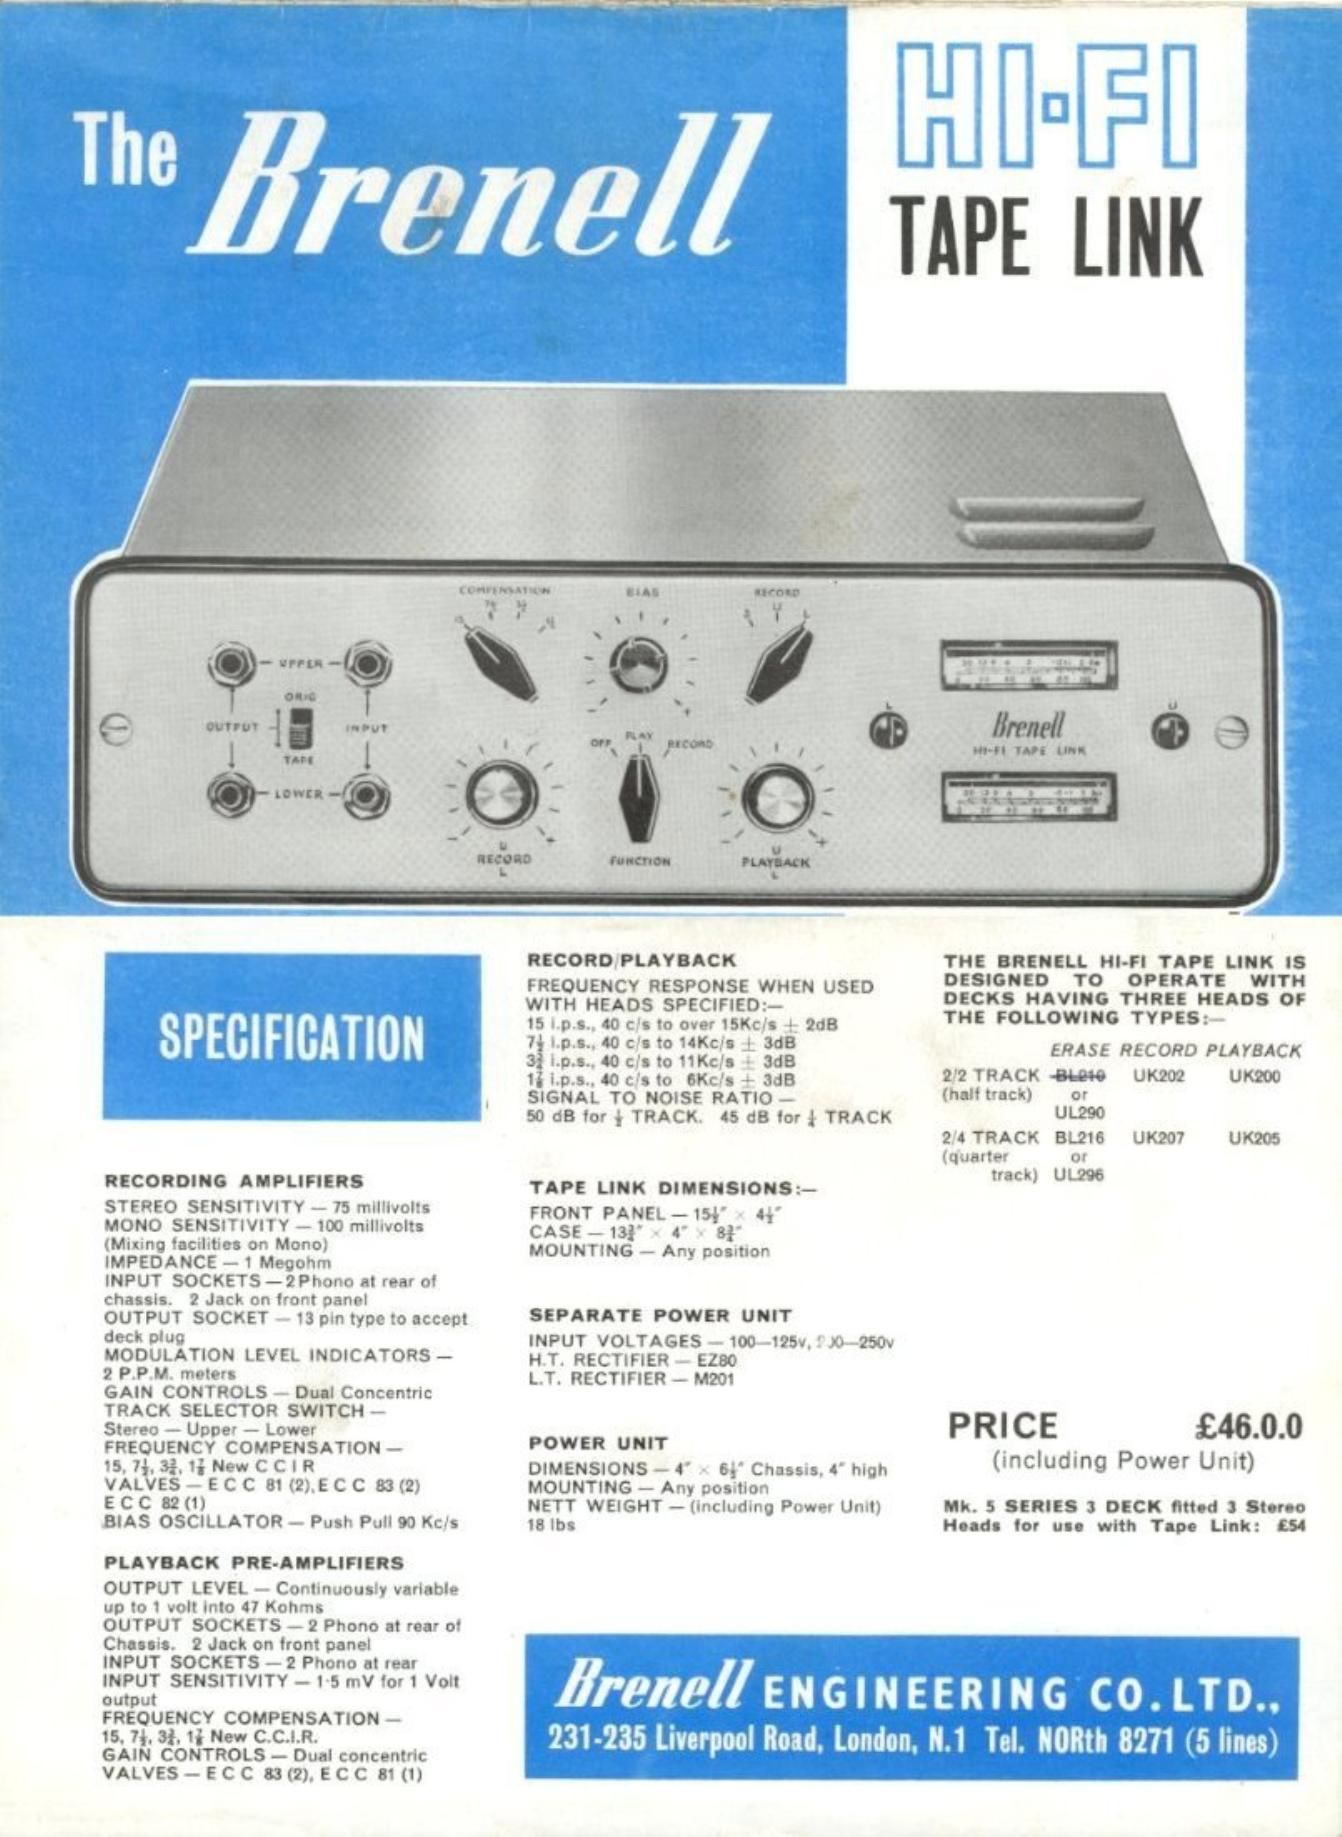 The Brenell
HI-FI
TAPE LINK
COMPENSATION
15 7½ 3¾ 1⅞
BIAS
RECORD
S U L
UPPER
ORIG
OUTPUT
INPUT
TAPE
LOWER
OFF PLAY RECORD
- +
U
RECORD
L
FUNCTION
U
PLAYBACK
L
L
U
Brenell
HI-FI TAPE LINK
SPECIFICATION
RECORDING AMPLIFIERS
STEREO SENSITIVITY — 75 millivolts
MONO SENSITIVITY — 100 millivolts
(Mixing facilities on Mono)
IMPEDANCE — 1 Megohm
INPUT SOCKETS — 2 Phono at rear of
chassis. 2 Jack on front panel
OUTPUT SOCKET — 13 pin type to accept
deck plug
MODULATION LEVEL INDICATORS —
2 P.P.M. meters
GAIN CONTROLS — Dual Concentric
TRACK SELECTOR SWITCH —
Stereo — Upper — Lower
FREQUENCY COMPENSATION —
15, 7½, 3¾, 1⅞ New C C I R
VALVES — E C C 81 (2), E C C 83 (2)
E C C 82 (1)
BIAS OSCILLATOR — Push Pull 90 Kc/s
PLAYBACK PRE-AMPLIFIERS
OUTPUT LEVEL — Continuously variable
up to 1 volt into 47 Kohms
OUTPUT SOCKETS — 2 Phono at rear of
Chassis. 2 Jack on front panel
INPUT SOCKETS — 2 Phono at rear
INPUT SENSITIVITY — 1·5 mV for 1 Volt
output
FREQUENCY COMPENSATION —
15, 7½, 3¾, 1⅞ New C.C.I.R.
GAIN CONTROLS — Dual concentric
VALVES — E C C 83 (2), E C C 81 (1)
RECORD/PLAYBACK
FREQUENCY RESPONSE WHEN USED
WITH HEADS SPECIFIED:—
15 i.p.s., 40 c/s to over 15Kc/s ± 2dB
7½ i.p.s., 40 c/s to 14Kc/s ± 3dB
3¾ i.p.s., 40 c/s to 11Kc/s ± 3dB
1⅞ i.p.s., 40 c/s to 6Kc/s ± 3dB
SIGNAL TO NOISE RATIO —
50 dB for ½ TRACK. 45 dB for ¼ TRACK
TAPE LINK DIMENSIONS:—
FRONT PANEL — 15½″ × 4½″
CASE — 13¾″ × 4″ × 8¾″
MOUNTING — Any position
SEPARATE POWER UNIT
INPUT VOLTAGES — 100—125v, 200—250v
H.T. RECTIFIER — EZ80
L.T. RECTIFIER — M201
POWER UNIT
DIMENSIONS — 4″ × 6½″ Chassis, 4″ high
MOUNTING — Any position
NETT WEIGHT — (including Power Unit)
18 lbs
THE BRENELL HI-FI TAPE LINK IS
DESIGNED TO OPERATE WITH
DECKS HAVING THREE HEADS OF
THE FOLLOWING TYPES:—
ERASE RECORD PLAYBACK
2/2 TRACK BL210 UK202 UK200
(half track) or
UL290
2/4 TRACK BL216 UK207 UK205
(quarter or
track) UL296
PRICE £46.0.0
(including Power Unit)
Mk. 5 SERIES 3 DECK fitted 3 Stereo
Heads for use with Tape Link: £54
Brenell ENGINEERING CO. LTD.,
231-235 Liverpool Road, London, N.1 Tel. NORth 8271 (5 lines)